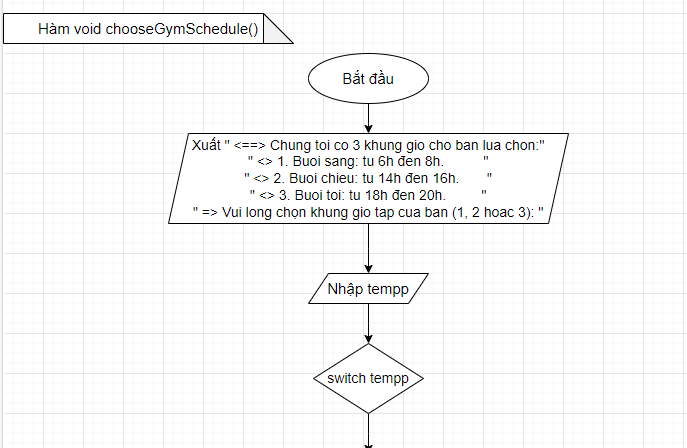 Hàm void chooseGymSchedule()
Bắt đầu
Xuất " <==> Chung toi co 3 khung gio cho ban lua chon:"
" <> 1. Buoi sang: tu 6h đen 8h. "
" <> 2. Buoi chieu: tu 14h đen 16h. "
" <> 3. Buoi toi: tu 18h đen 20h. "
" => Vui long chọn khung gio tap cua ban (1, 2 hoac 3): "
Nhập tempp
switch tempp